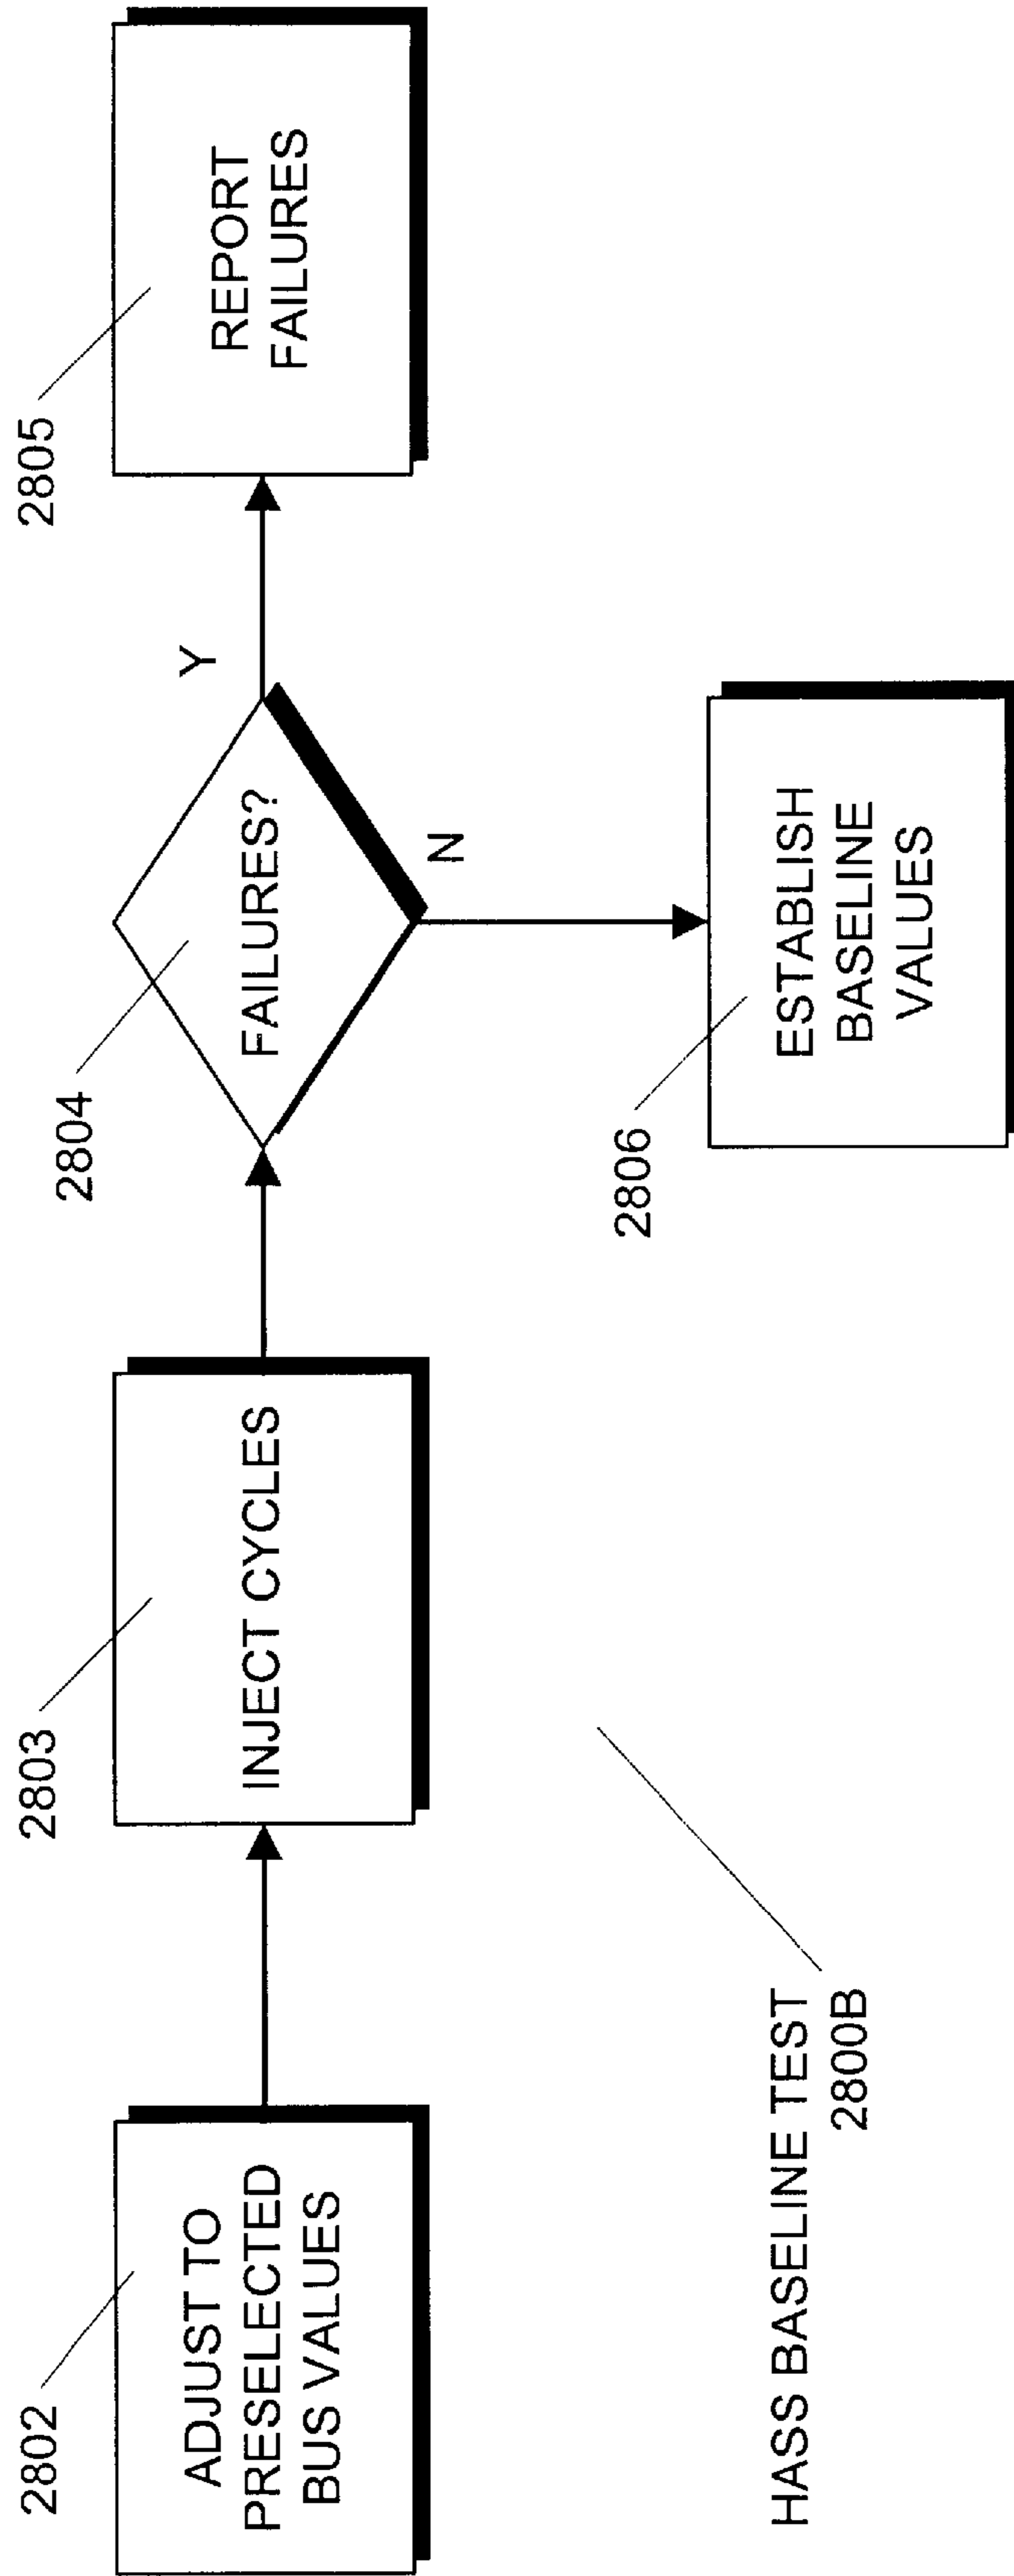 2802
ADJUST TO
PRESELECTED
BUS VALUES
2803
INJECT CYCLES
2804
FAILURES?
Y
N
2805
REPORT
FAILURES
2806
ESTABLISH
BASELINE
VALUES
HASS BASELINE TEST
2800B